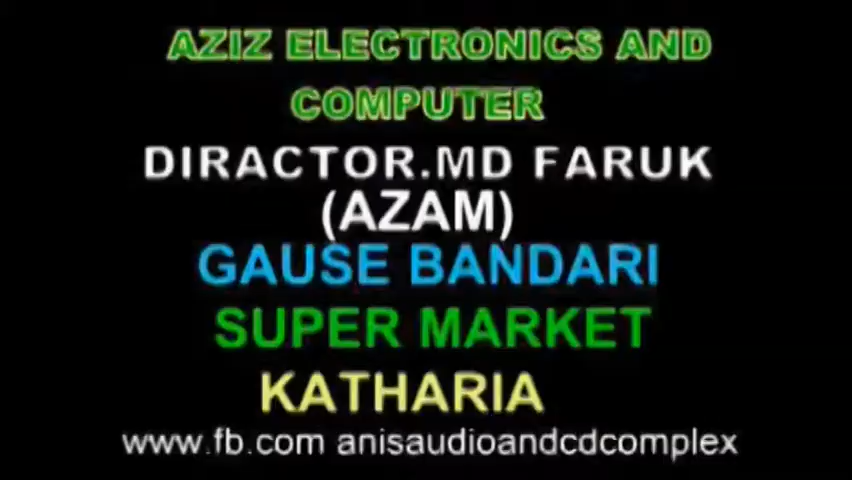 AZIZ ELECTRONICS AND
COMPUTER
DIRACTOR.MD FARUK
(AZAM)
GAUSE BANDARI
SUPER MARKET
KATHARIA
www.fb.com anisaudioandcdcomplex